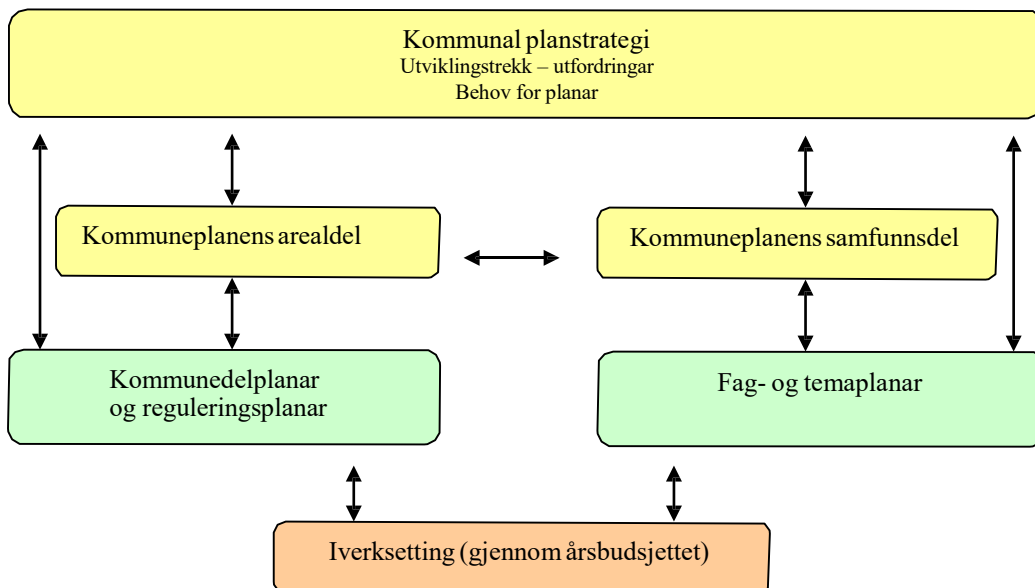 Kommunal planstrategi
Utviklingstrekk – utfordringar
Behov for planar
Kommuneplanens arealdel
Kommuneplanens samfunnsdel
Kommunedelplanar
og reguleringsplanar
Fag- og temaplanar
Iverksetting (gjennom årsbudsjettet)